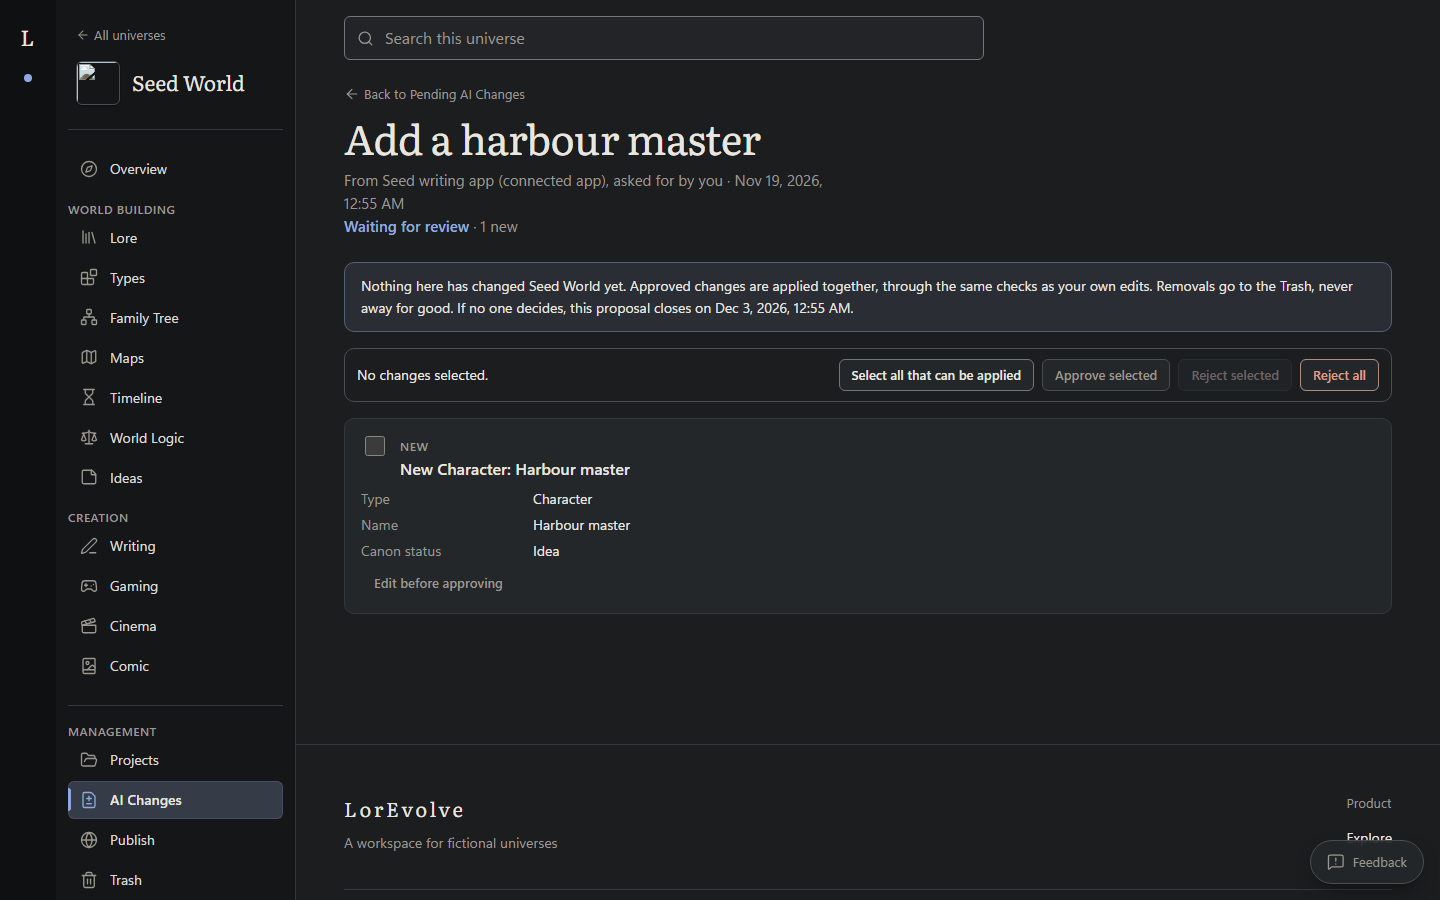 L
All universes
Seed World
Overview
WORLD BUILDING
Lore
Types
Family Tree
Maps
Timeline
World Logic
Ideas
CREATION
Writing
Gaming
Cinema
Comic
MANAGEMENT
Projects
AI Changes
Publish
Trash
Search this universe
Back to Pending AI Changes
Add a harbour master
From Seed writing app (connected app), asked for by you · Nov 19, 2026,
12:55 AM
Waiting for review · 1 new
Nothing here has changed Seed World yet. Approved changes are applied together, through the same checks as your own edits. Removals go to the Trash, never
away for good. If no one decides, this proposal closes on Dec 3, 2026, 12:55 AM.
No changes selected.
Select all that can be applied
Approve selected
Reject selected
Reject all
NEW
New Character: Harbour master
Type Character
Name Harbour master
Canon status Idea
Edit before approving
LorEvolve
A workspace for fictional universes
Product
Explore
Feedback